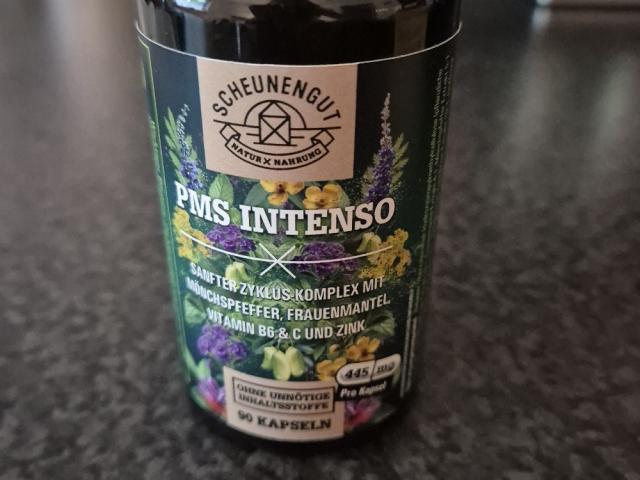 SCHEUNENGUT
NATUR X NAHRUNG
PMS INTENSO
SANFTER ZYKLUS-KOMPLEX MIT
MÖNCHSPFEFFER, FRAUENMANTEL,
VITAMIN B6 & C UND ZINK
445 mg
Pro Kapsel
OHNE UNNÖTIGE
INHALTSSTOFFE
90 KAPSELN